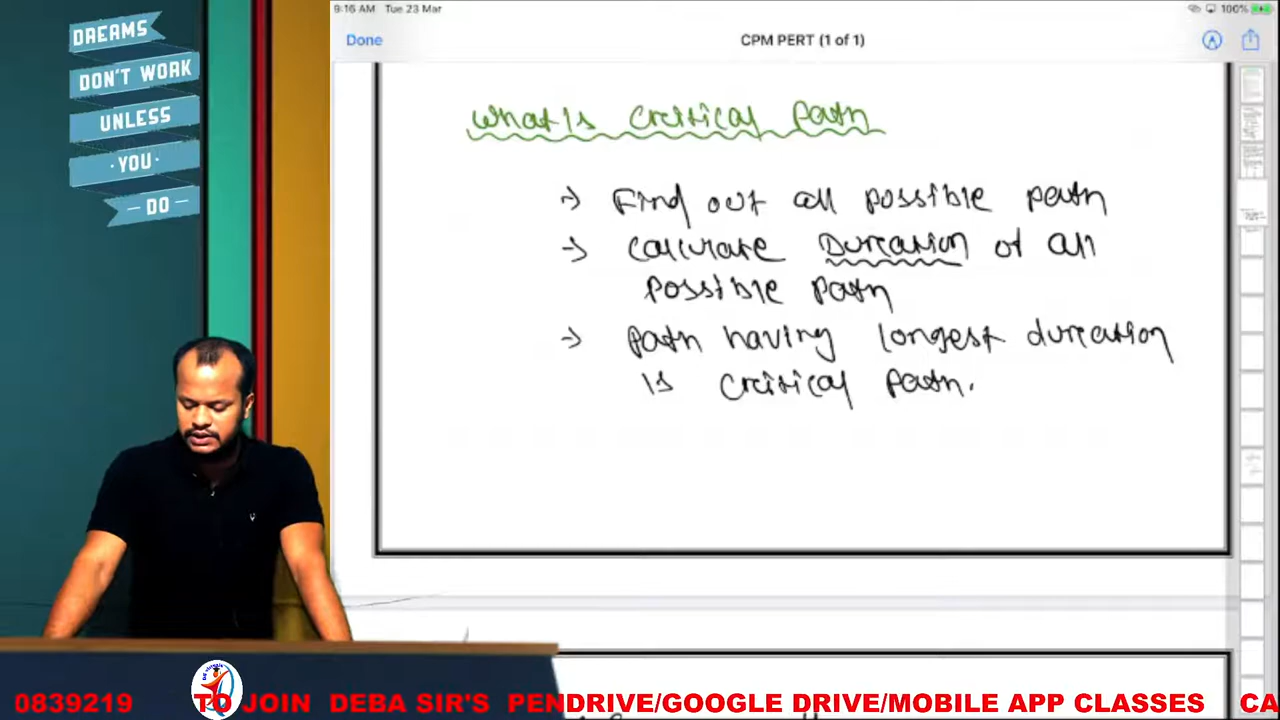 9:16 AM Tue 23 Mar
100%
Done
CPM PERT (1 of 1)
DREAMS
DON'T WORK
UNLESS
·YOU·
— DO —
What is critical path
→ Find out all possible path
→ calculate Duration of all
possible path
→ path having longest duration
is critical path.
0839219 TO JOIN DEBA SIR'S PENDRIVE/GOOGLE DRIVE/MOBILE APP CLASSES CA